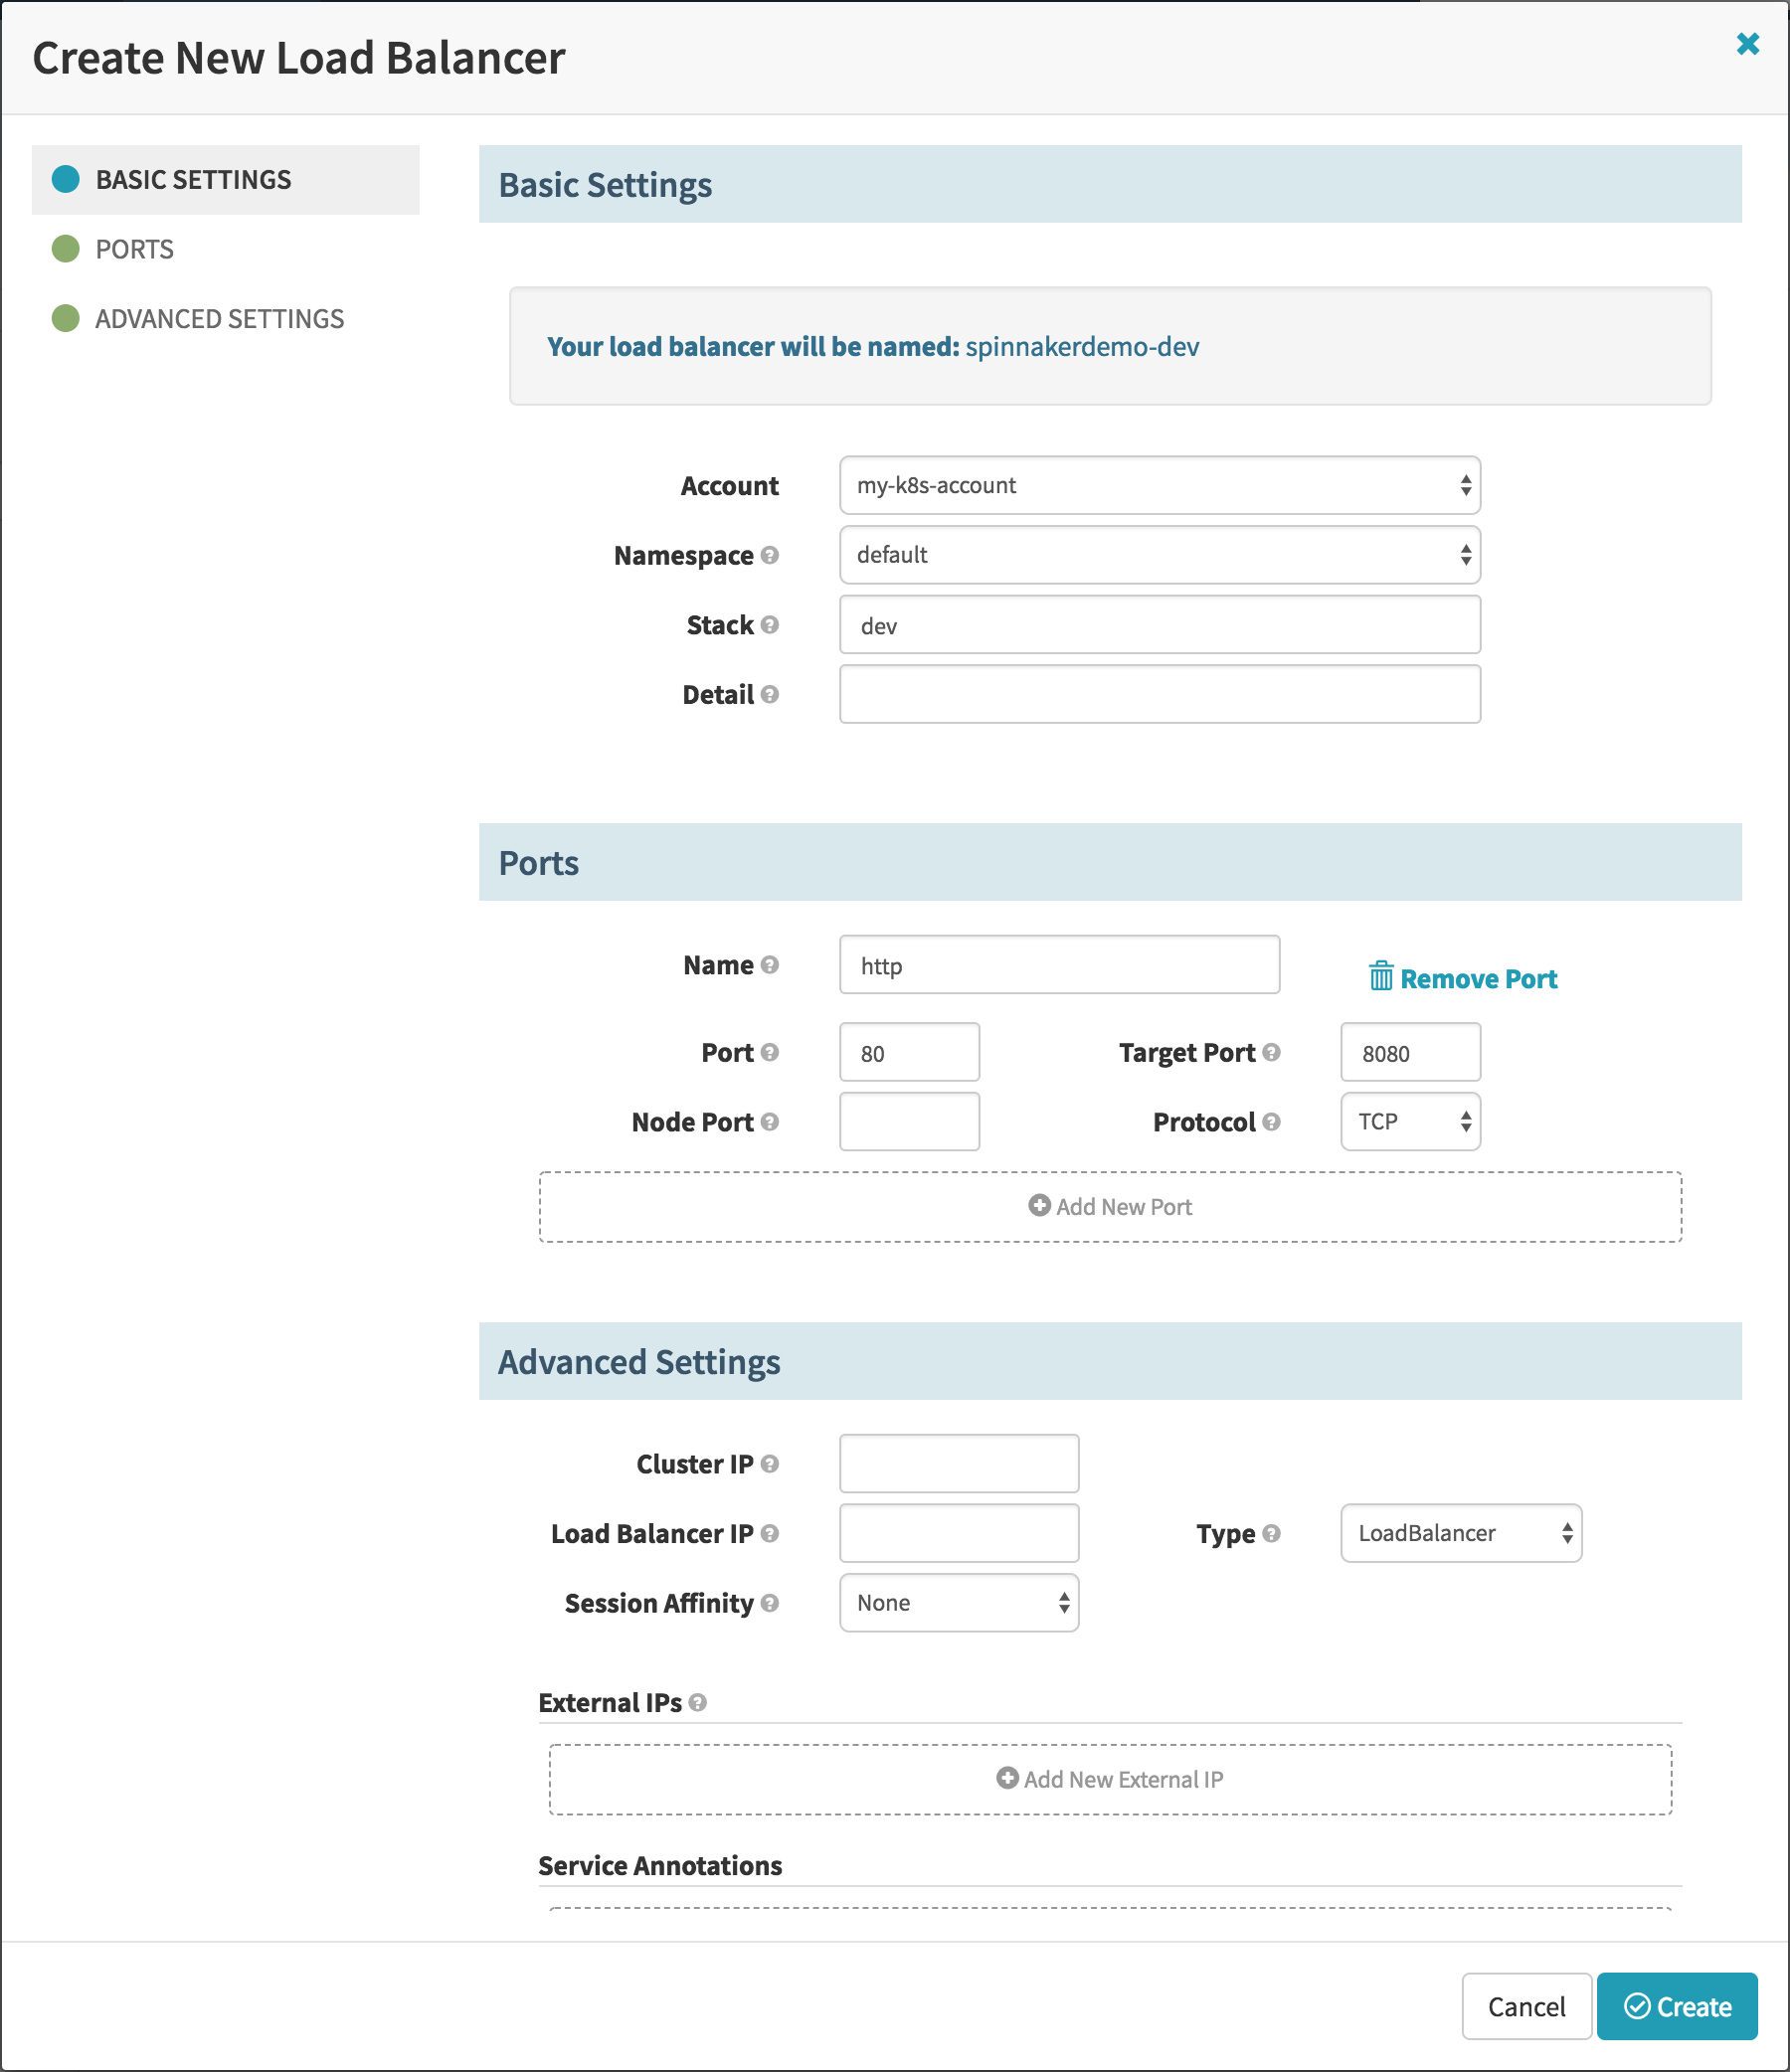 Create New Load Balancer
BASIC SETTINGS
PORTS
ADVANCED SETTINGS
Basic Settings
Your load balancer will be named: spinnakerdemo-dev
Account my-k8s-account
Namespace default
Stack dev
Detail
Ports
Name http Remove Port
Port 80 Target Port 8080
Node Port Protocol TCP
Add New Port
Advanced Settings
Cluster IP
Load Balancer IP Type LoadBalancer
Session Affinity None
External IPs
Add New External IP
Service Annotations
Cancel Create